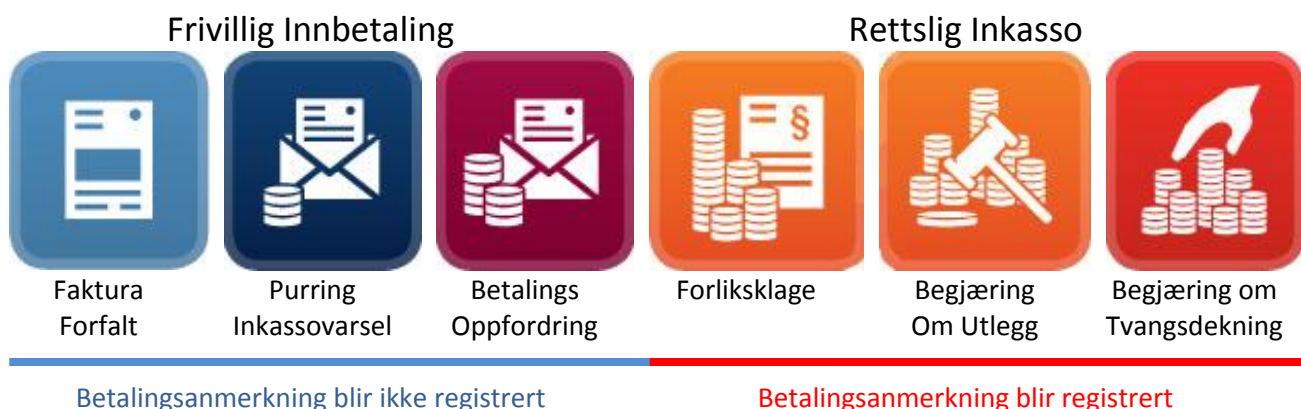 Frivillig Innbetaling
Rettslig Inkasso
§
Faktura
Forfalt
Purring
Inkassovarsel
Betalings
Oppfordring
Forliksklage
Begjæring
Om Utlegg
Begjæring om
Tvangsdekning
Betalingsanmerkning blir ikke registrert
Betalingsanmerkning blir registrert